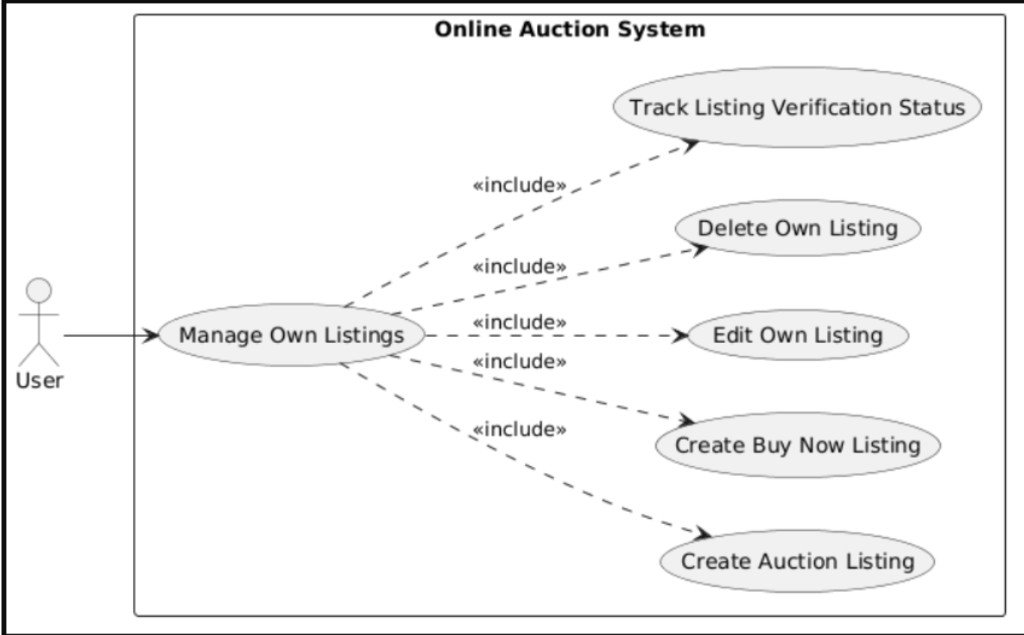 Online Auction System
Track Listing Verification Status
«include»
Delete Own Listing
«include»
Manage Own Listings
«include»
Edit Own Listing
User
«include»
Create Buy Now Listing
«include»
Create Auction Listing